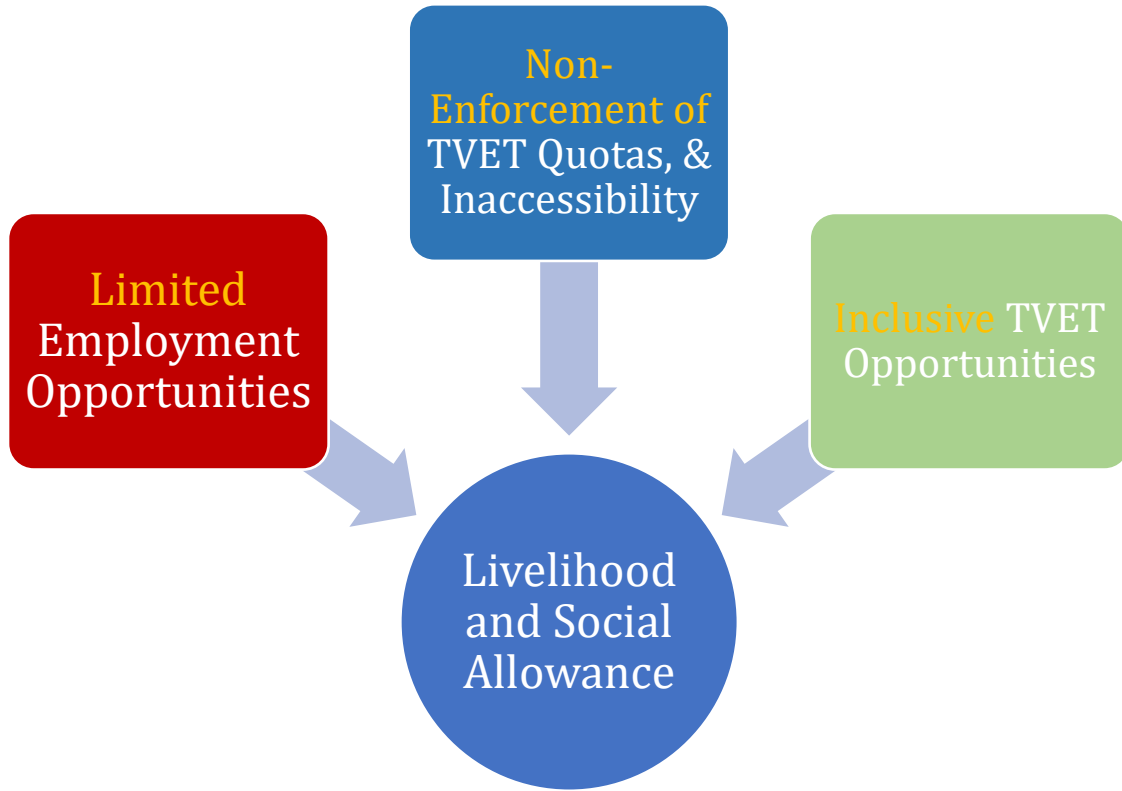 Non-
Enforcement of
TVET Quotas, &
Inaccessibility
Limited
Employment
Opportunities
Inclusive TVET
Opportunities
Livelihood
and Social
Allowance